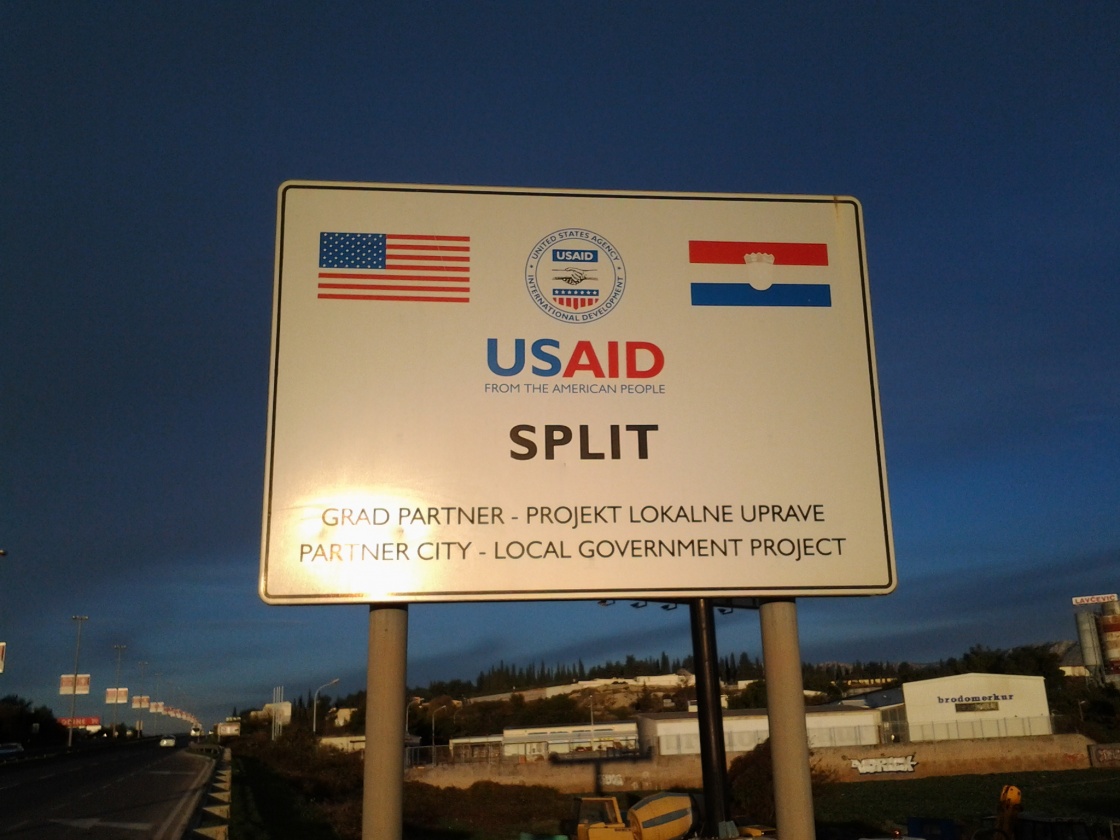 UNITED STATES AGENCY
USAID
INTERNATIONAL DEVELOPMENT
USAID
FROM THE AMERICAN PEOPLE
SPLIT
GRAD PARTNER - PROJEKT LOKALNE UPRAVE
PARTNER CITY - LOCAL GOVERNMENT PROJECT
LAVČEVIĆ
brodomerkur